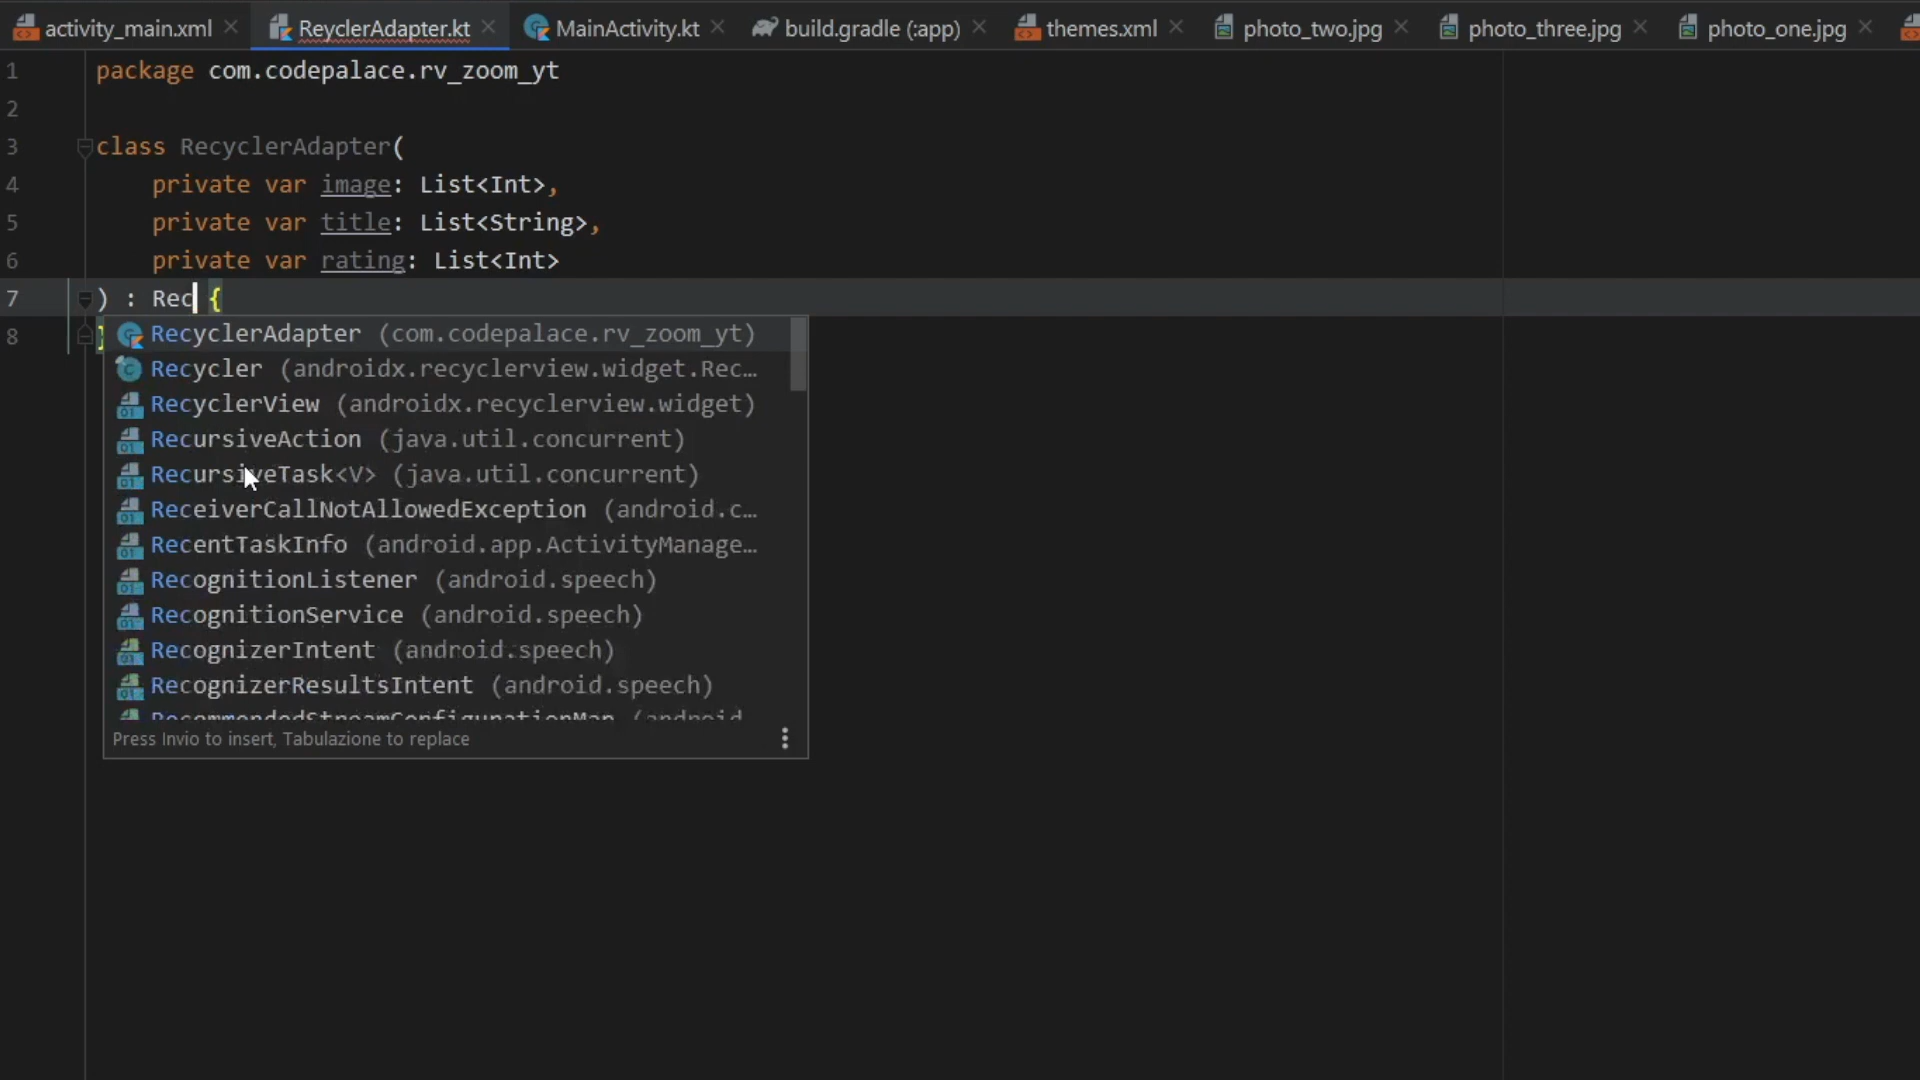 activity_main.xml ReyclerAdapter.kt MainActivity.kt build.gradle (:app) themes.xml photo_two.jpg photo_three.jpg photo_one.jpg
1 package com.codepalace.rv_zoom_yt
2
3 class RecyclerAdapter(
4 private var image: List<Int>,
5 private var title: List<String>,
6 private var rating: List<Int>
7 ) : Rec {
8 }
RecyclerAdapter (com.codepalace.rv_zoom_yt)
Recycler (androidx.recyclerview.widget.Rec…
RecyclerView (androidx.recyclerview.widget)
RecursiveAction (java.util.concurrent)
RecursiveTask<V> (java.util.concurrent)
ReceiverCallNotAllowedException (android.c…
RecentTaskInfo (android.app.ActivityManage…
RecognitionListener (android.speech)
RecognitionService (android.speech)
RecognizerIntent (android.speech)
RecognizerResultsIntent (android.speech)
RecommendedStreamConfigurationMap (android
Press Invio to insert, Tabulazione to replace